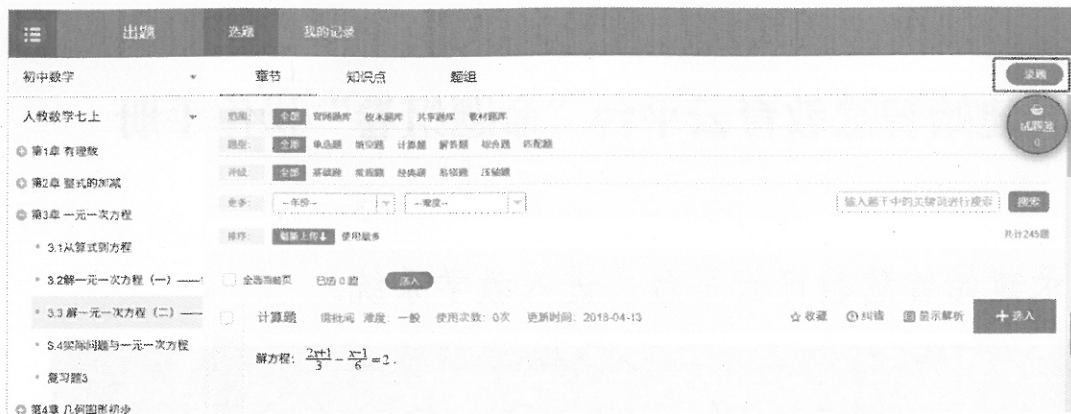 出题 选题 我的记录
初中数学 章节 知识点 题组 录题
人教数学七上 范围: 全部 官网题库 校本题库 共享题库 教材题库 试题篮
0
题型: 全部 单选题 填空题 计算题 解答题 综合题 匹配题
第1章 有理数
全部 基础题 常规题 经典题 易错题 压轴题
第2章 整式的加减
更多: --年份-- --难度-- 输入题干中的关键词进行搜索 搜索
第3章 一元一次方程
排序: 最新上传↓ 使用最多 共计245题
3.1从算式到方程
3.2解一元一次方程（一）—— 全选当前页 已选 0 题 选入
3.3 解一元一次方程（二）—— 计算题 需批阅 难度：一般 使用次数：0次 更新时间：2018-04-13 收藏 纠错 显示解析 +选入
3.4实际问题与一元一次方程
解方程: (2x+1)/3 − (x−1)/6 = 2.
复习题3
第4章 几何图形初步